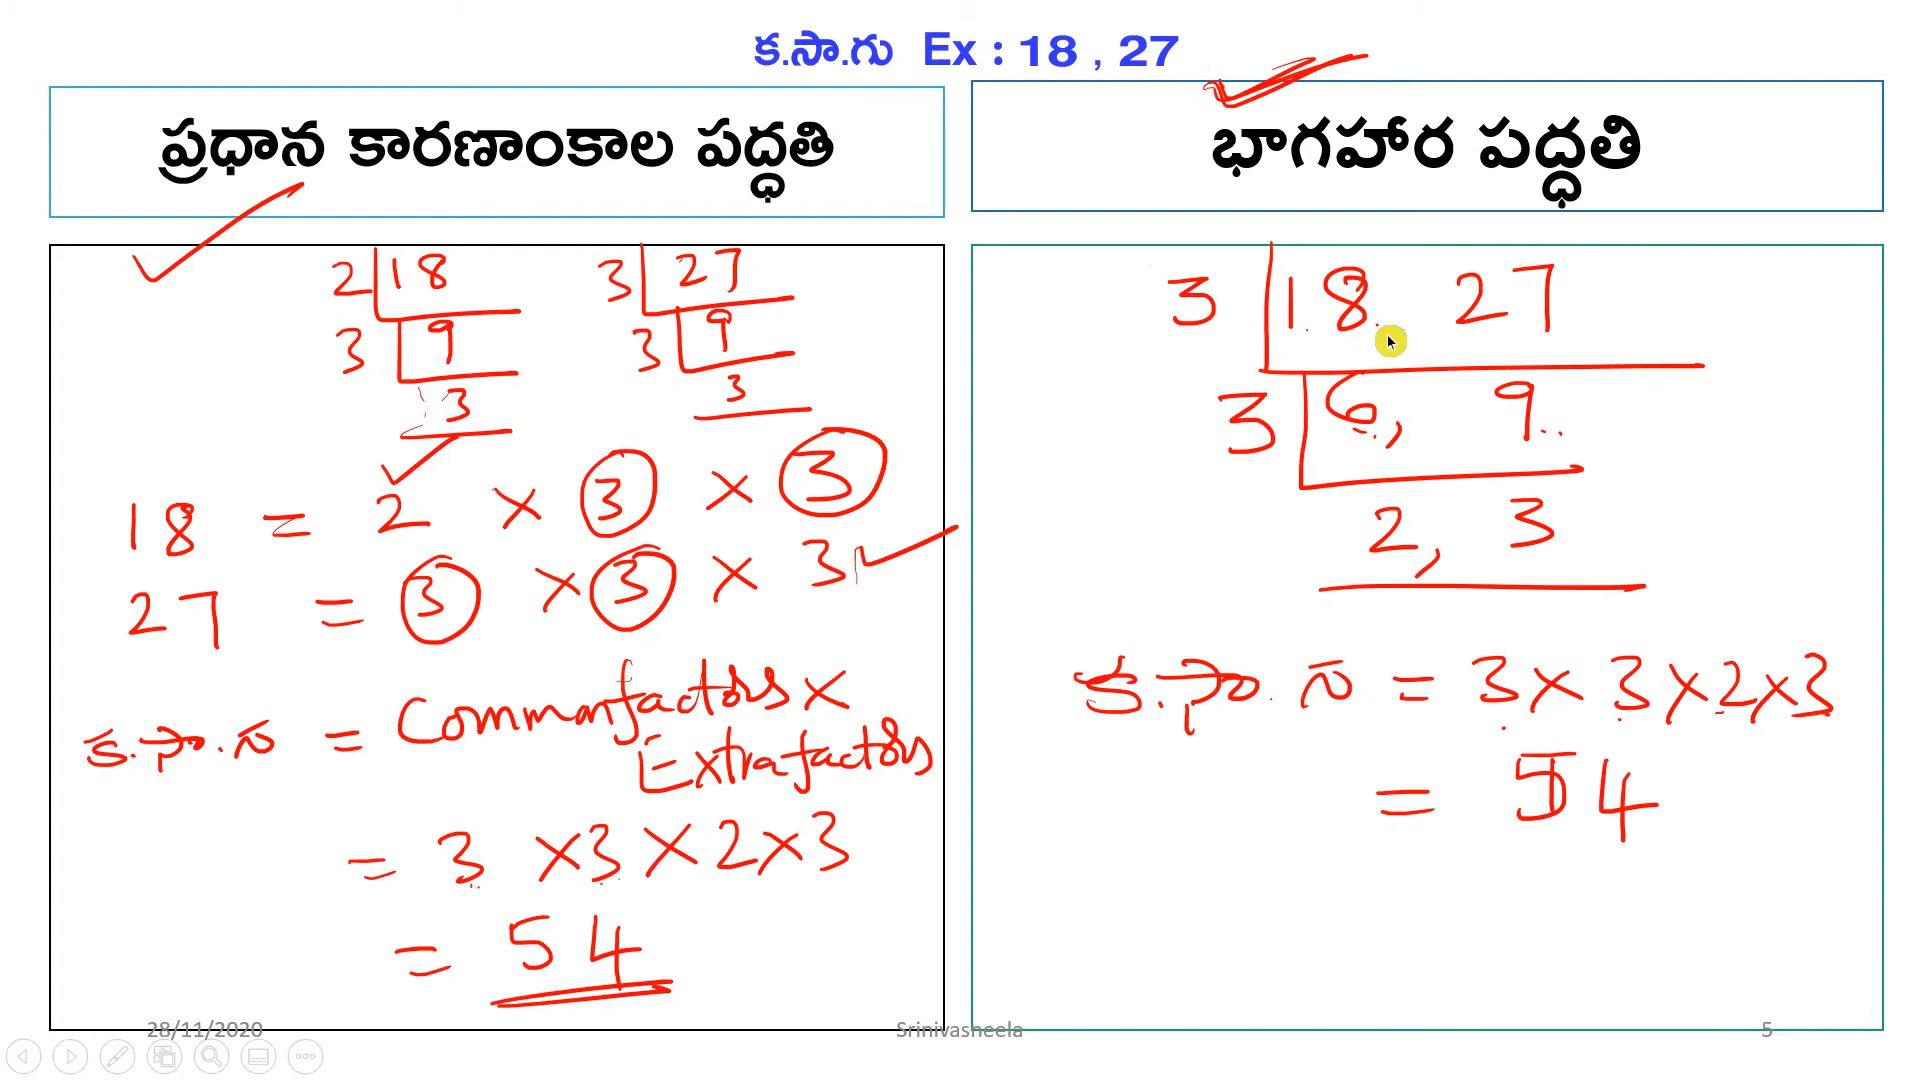 క.సా.గు Ex : 18 , 27
ప్రధాన కారణాంకాల పద్ధతి
2 18 3 27
3 9 3 9
3 3
18 = 2 × 3 × 3
27 = 3 × 3 × 3
= Common factors ×
Extra factors
= 3 × 3 × 2 × 3
= 54
భాగహార పద్ధతి
3 18 27
3 6, 9
2, 3
= 3 × 3 × 2 × 3
= 54
28/11/2020 Srinivasneela 5